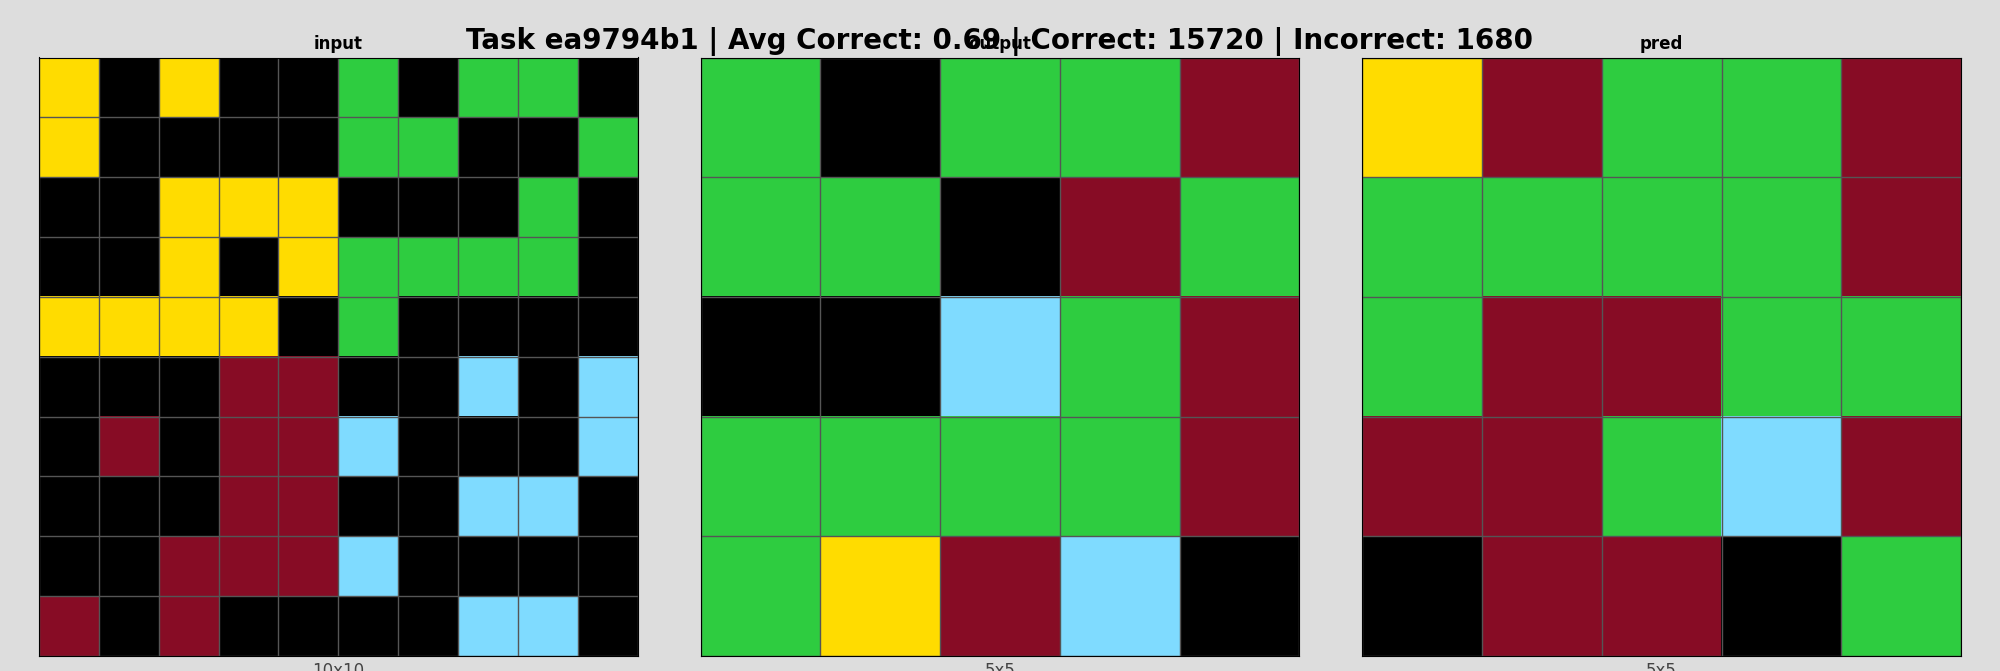 Task ea9794b1 | Avg Correct: 0.69 | Correct: 15720 | Incorrect: 1680
input
output
pred
10x10
5x5
5x5